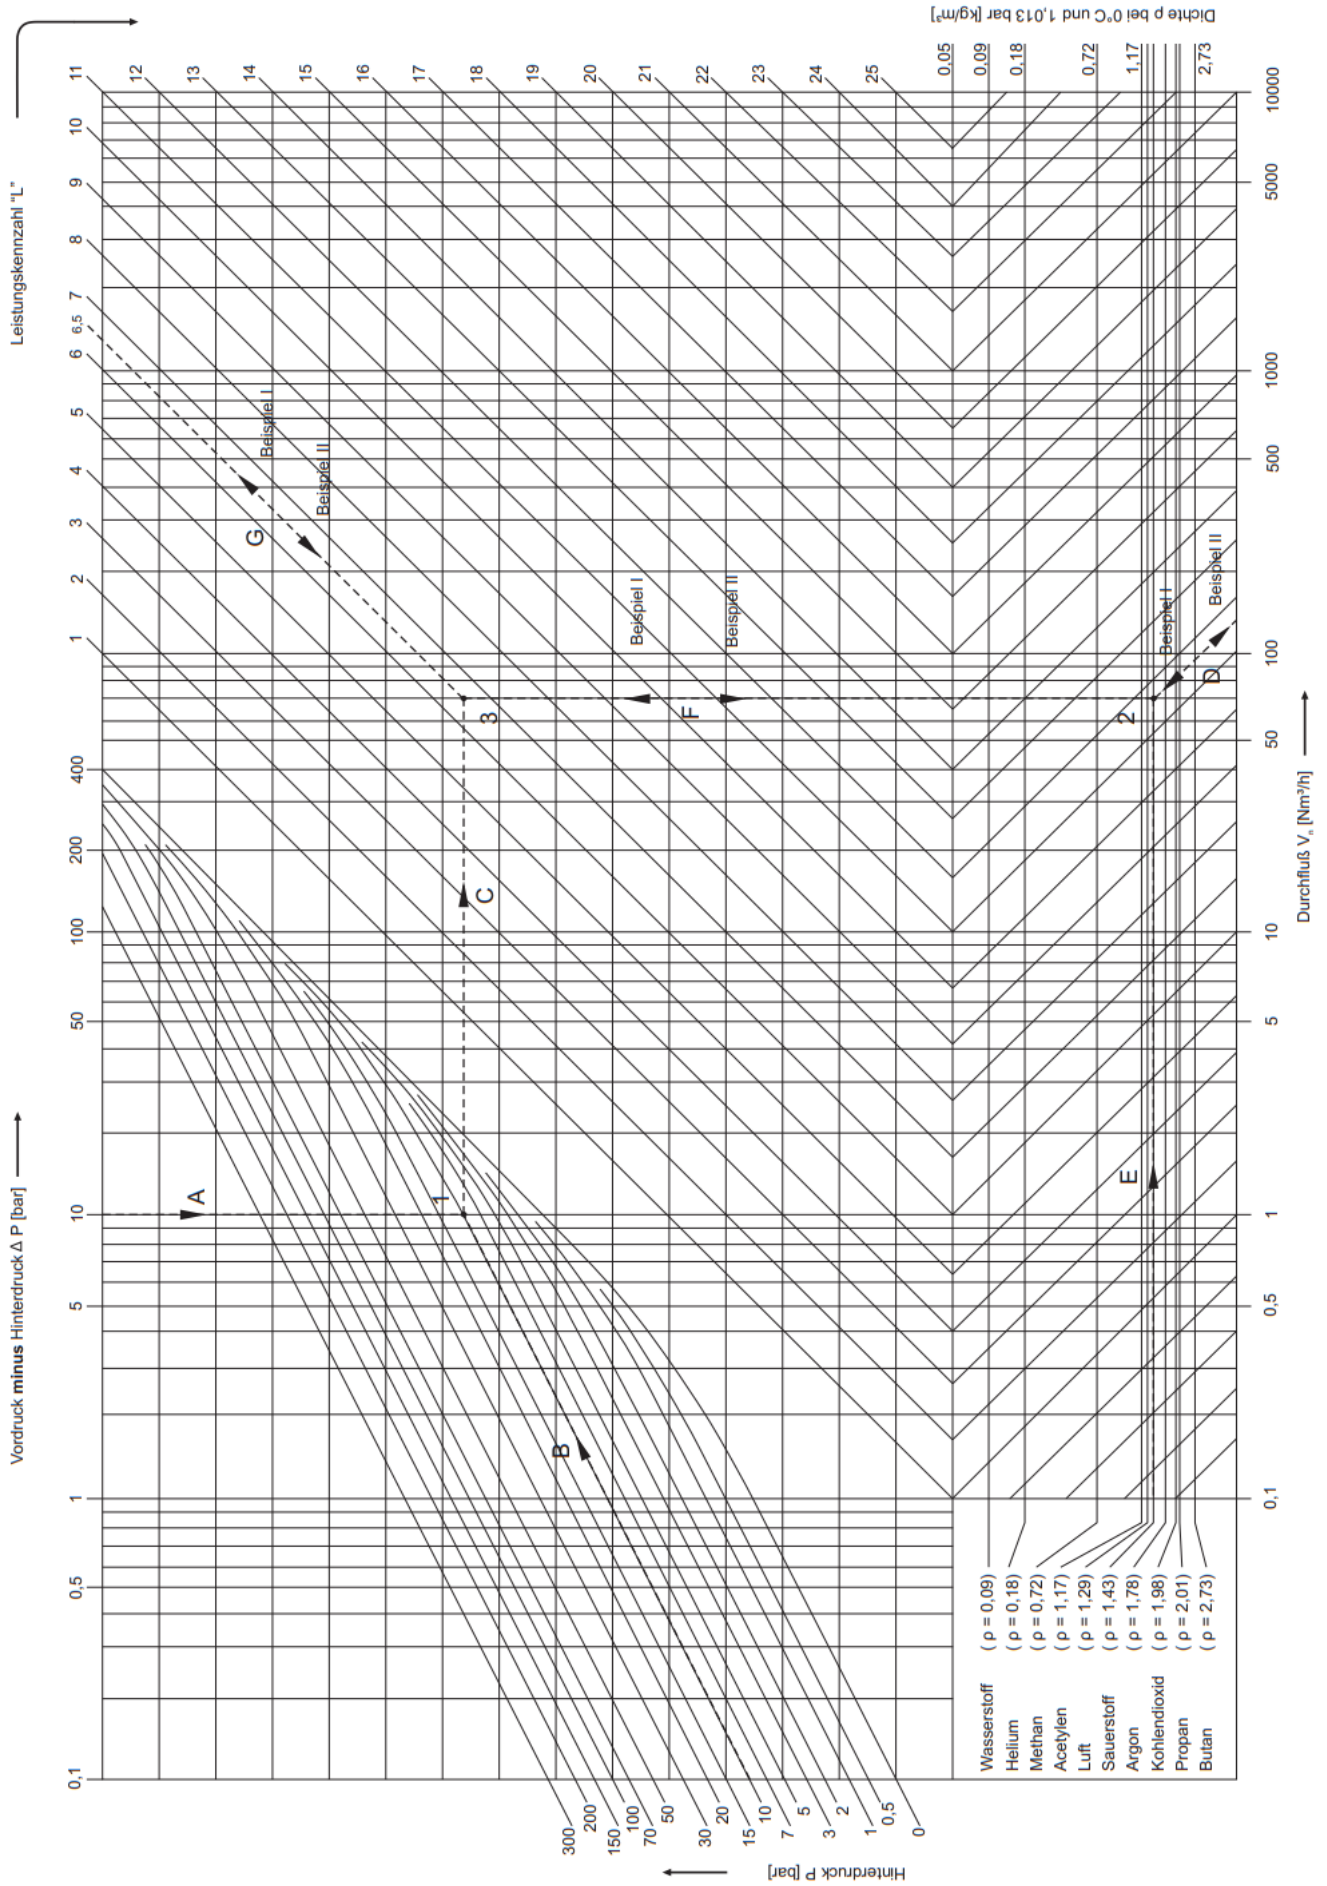 Leistungskennzahl "L"
Vordruck minus Hinterdruck Δ P [bar]
0,1
0,5
1
5
10
50
100
200
400
1
2
3
4
5
6
6,5
7
8
9
10
11
12
13
14
15
16
17
18
19
20
21
22
23
24
25
A
B
C
D
E
F
G
1
2
3
Beispiel I
Beispiel II
Beispiel I
Beispiel II
Beispiel I
Beispiel II
Hinterdruck P [bar]
300
200
150
100
70
50
30
20
15
10
7
5
3
2
1
0,5
0
Dichte ρ bei 0°C und 1,013 bar [kg/m³]
0,05
0,09
0,18
0,72
1,17
2,73
Wasserstoff ( ρ = 0,09)
Helium ( ρ = 0,18)
Methan ( ρ = 0,72)
Acetylen ( ρ = 1,17)
Luft ( ρ = 1,29)
Sauerstoff ( ρ = 1,43)
Argon ( ρ = 1,78)
Kohlendioxid ( ρ = 1,98)
Propan ( ρ = 2,01)
Butan ( ρ = 2,73)
0,1
0,5
1
5
10
50
100
500
1000
5000
10000
Durchfluß Vₙ [Nm³/h]